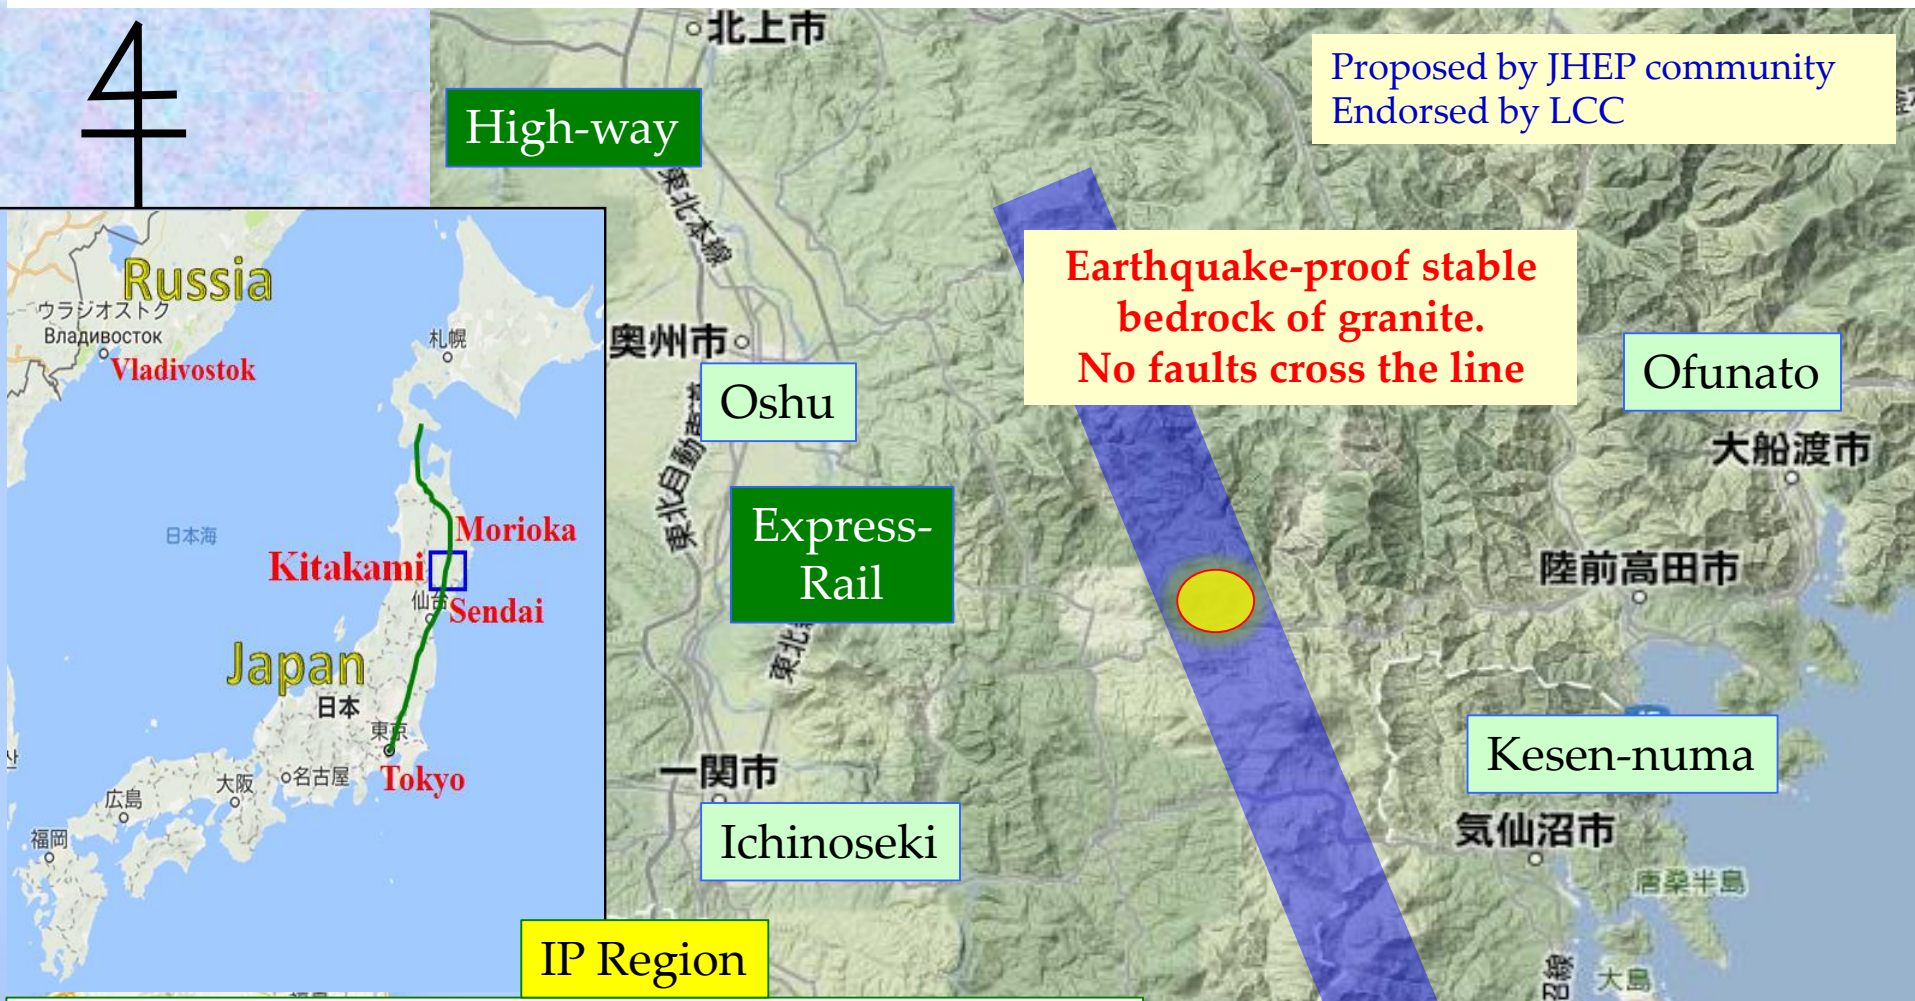 北上市
High-way
Proposed by JHEP community
Endorsed by LCC
東北本線
Earthquake-proof stable
bedrock of granite.
No faults cross the line
Russia
ウラジオストク
Владивосток
Vladivostok
札幌
奥州市
Oshu
Ofunato
大船渡市
東北自動
Express-
Rail
日本海
Morioka
Kitakami
仙台
Sendai
陸前高田市
東北
Japan
日本
東京
Tokyo
大阪
名古屋
広島
福岡
一関市
Ichinoseki
Kesen-numa
気仙沼市
唐桑半島
大島
IP Region